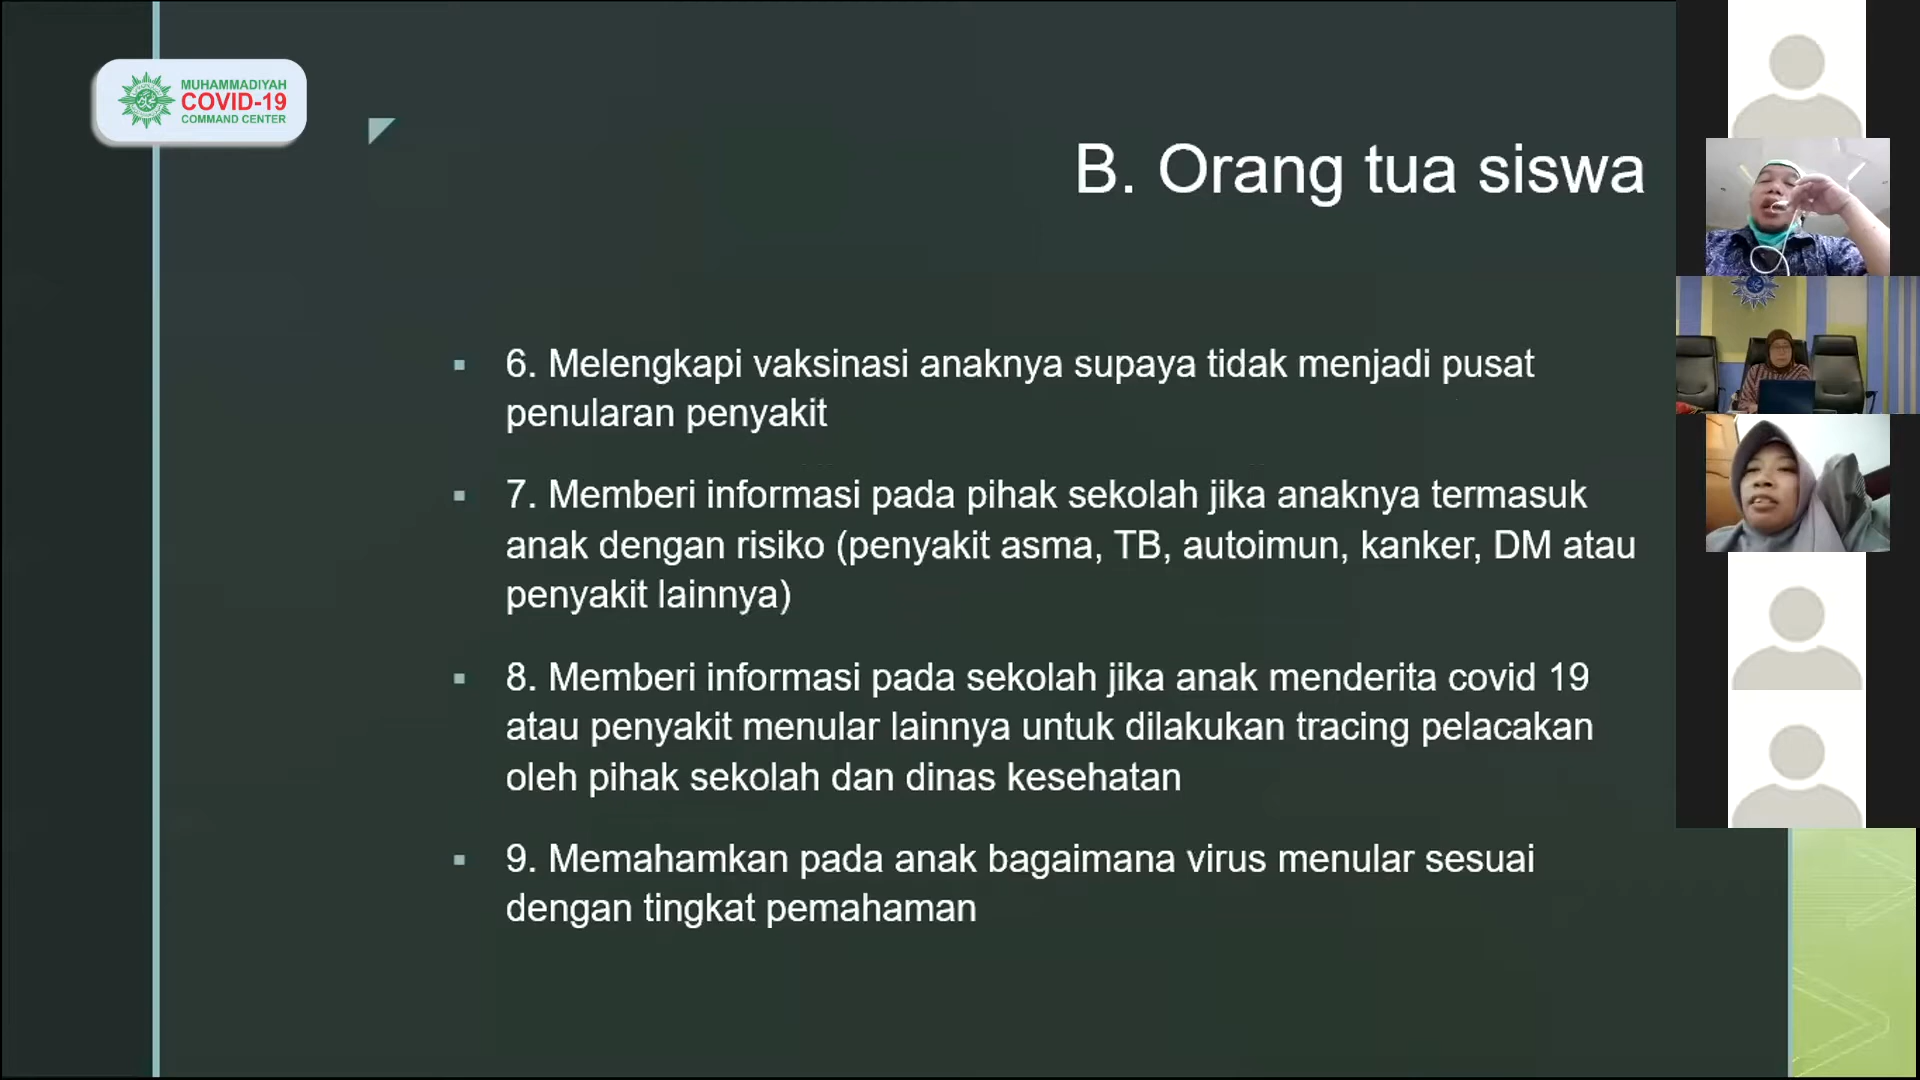 MUHAMMADIYAH
COVID-19
COMMAND CENTER
B. Orang tua siswa
6. Melengkapi vaksinasi anaknya supaya tidak menjadi pusat
penularan penyakit
7. Memberi informasi pada pihak sekolah jika anaknya termasuk
anak dengan risiko (penyakit asma, TB, autoimun, kanker, DM atau
penyakit lainnya)
8. Memberi informasi pada sekolah jika anak menderita covid 19
atau penyakit menular lainnya untuk dilakukan tracing pelacakan
oleh pihak sekolah dan dinas kesehatan
9. Memahamkan pada anak bagaimana virus menular sesuai
dengan tingkat pemahaman